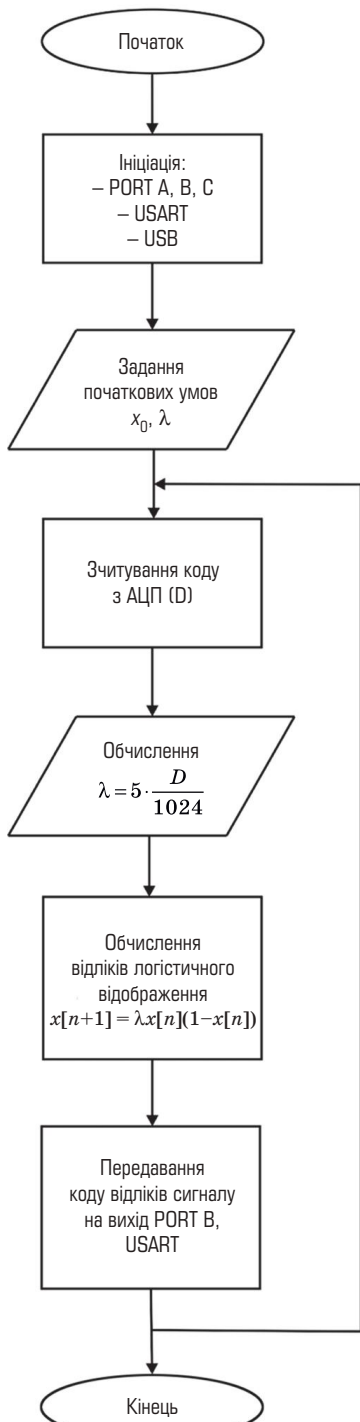 Початок
Ініціація:
– PORT A, B, C
– USART
– USB
Задання
початкових умов
x₀, λ
Зчитування коду
з АЦП (D)
Обчислення
λ = 5 · D/1024
Обчислення
відліків логістичного
відображення
x[n+1] = λx[n](1−x[n])
Передавання
коду відліків сигналу
на вихід PORT B,
USART
Кінець